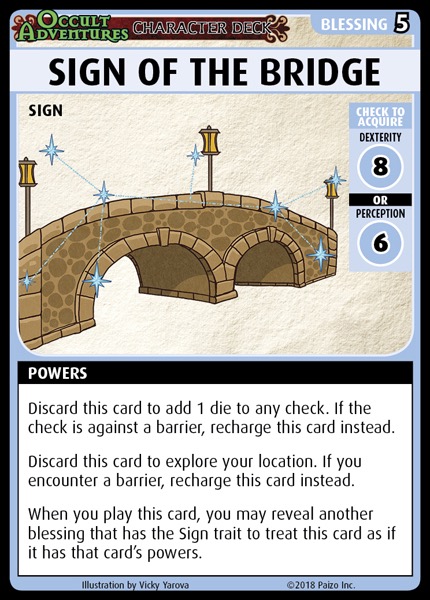 OCCULT
ADVENTURES CHARACTER DECK BLESSING 5
SIGN OF THE BRIDGE
SIGN
CHECK TO
ACQUIRE
DEXTERITY
8
OR
PERCEPTION
6
POWERS
Discard this card to add 1 die to any check. If the
check is against a barrier, recharge this card instead.
Discard this card to explore your location. If you
encounter a barrier, recharge this card instead.
When you play this card, you may reveal another
blessing that has the Sign trait to treat this card as if
it has that card's powers.
Illustration by Vicky Yarova ©2018 Paizo Inc.